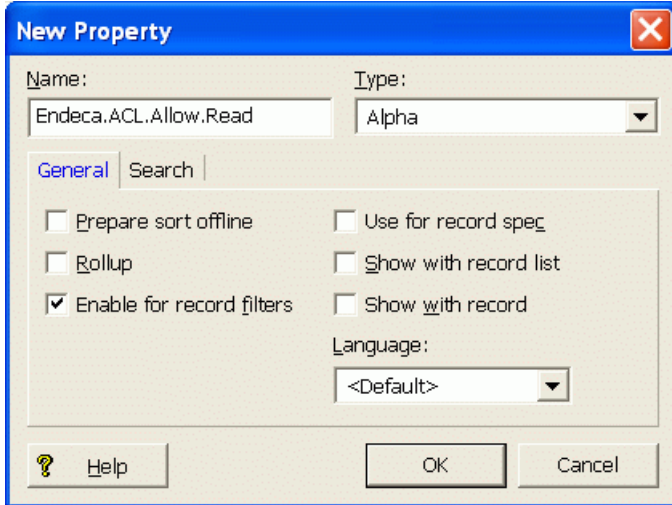 New Property
Name: Type:
Endeca.ACL.Allow.Read Alpha
General Search
Prepare sort offline Use for record spec
Rollup Show with record list
Enable for record filters Show with record
Language:
<Default>
? Help OK Cancel